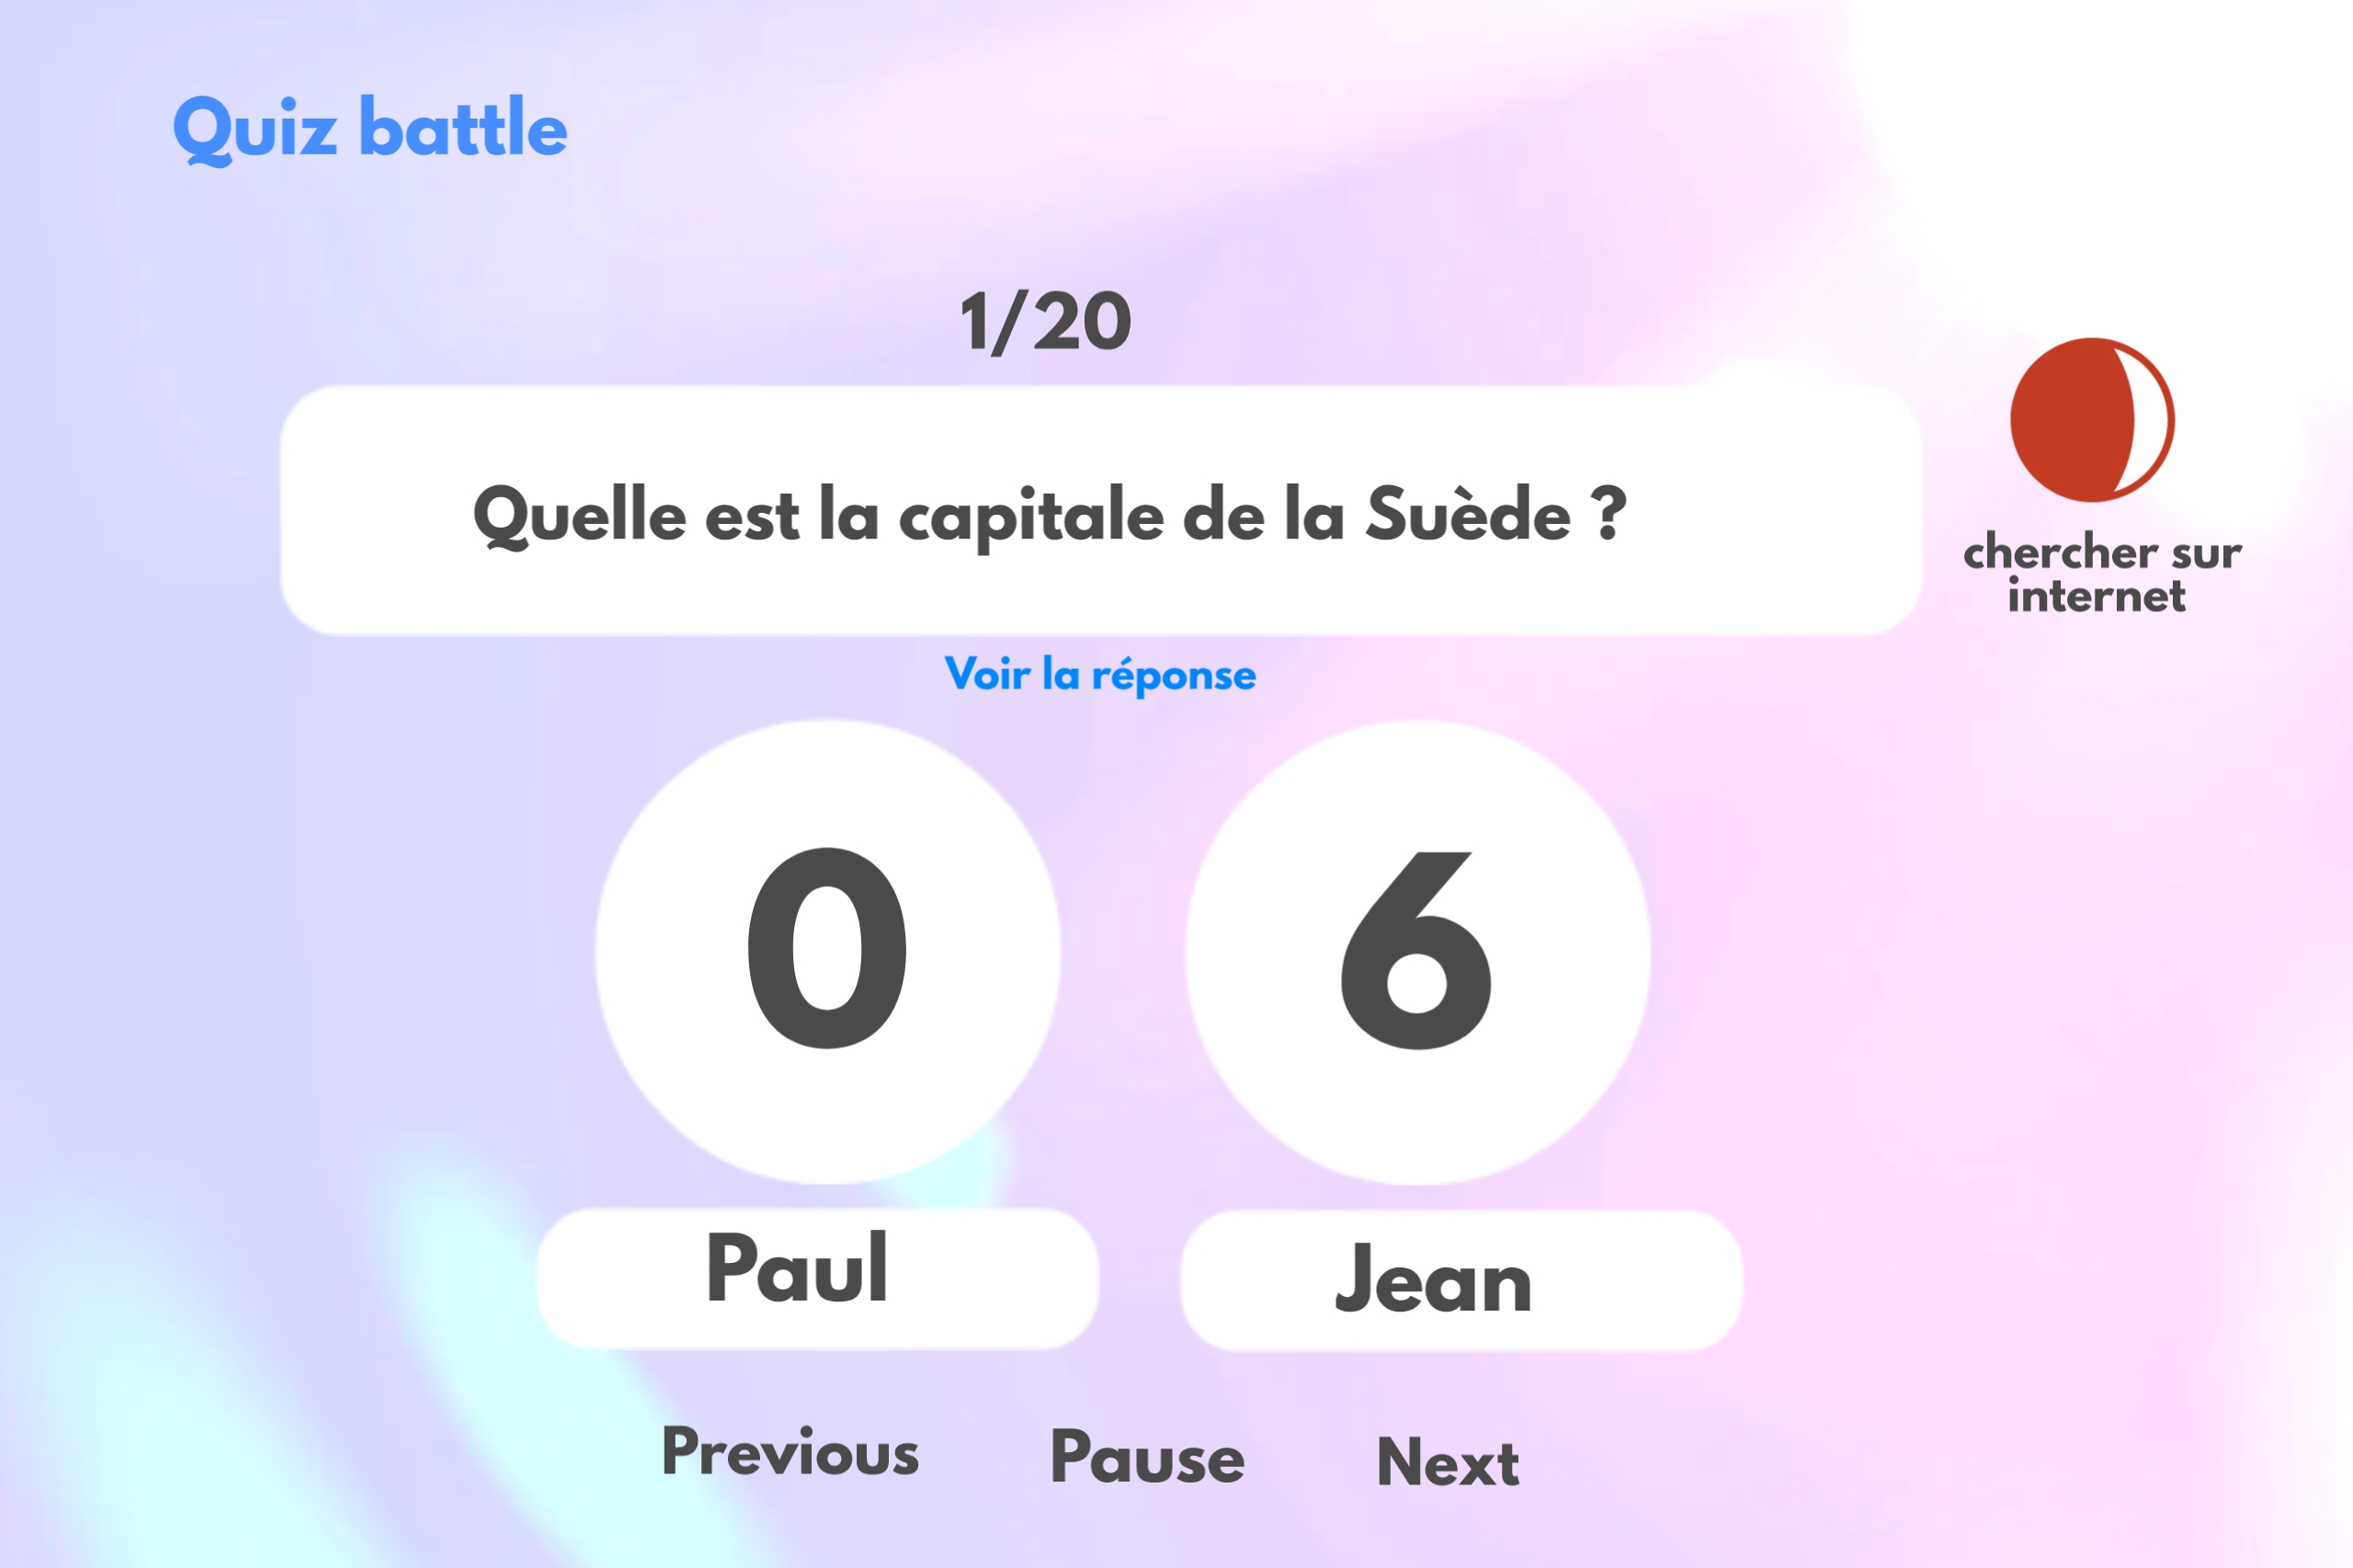 Quiz battle
1/20
Quelle est la capitale de la Suède ?
chercher sur
internet
Voir la réponse
0
6
Paul
Jean
Previous
Pause
Next